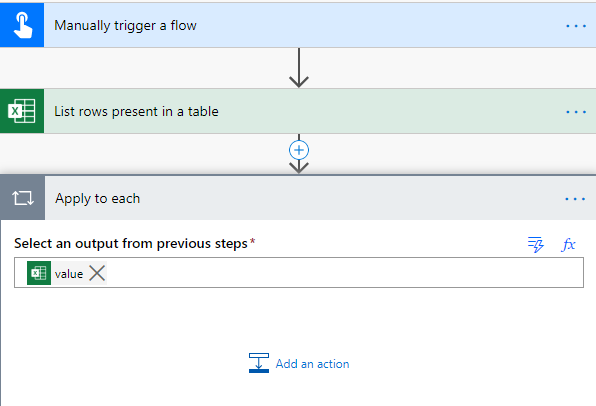 Manually trigger a flow
List rows present in a table
Apply to each
Select an output from previous steps*
fx
value
Add an action